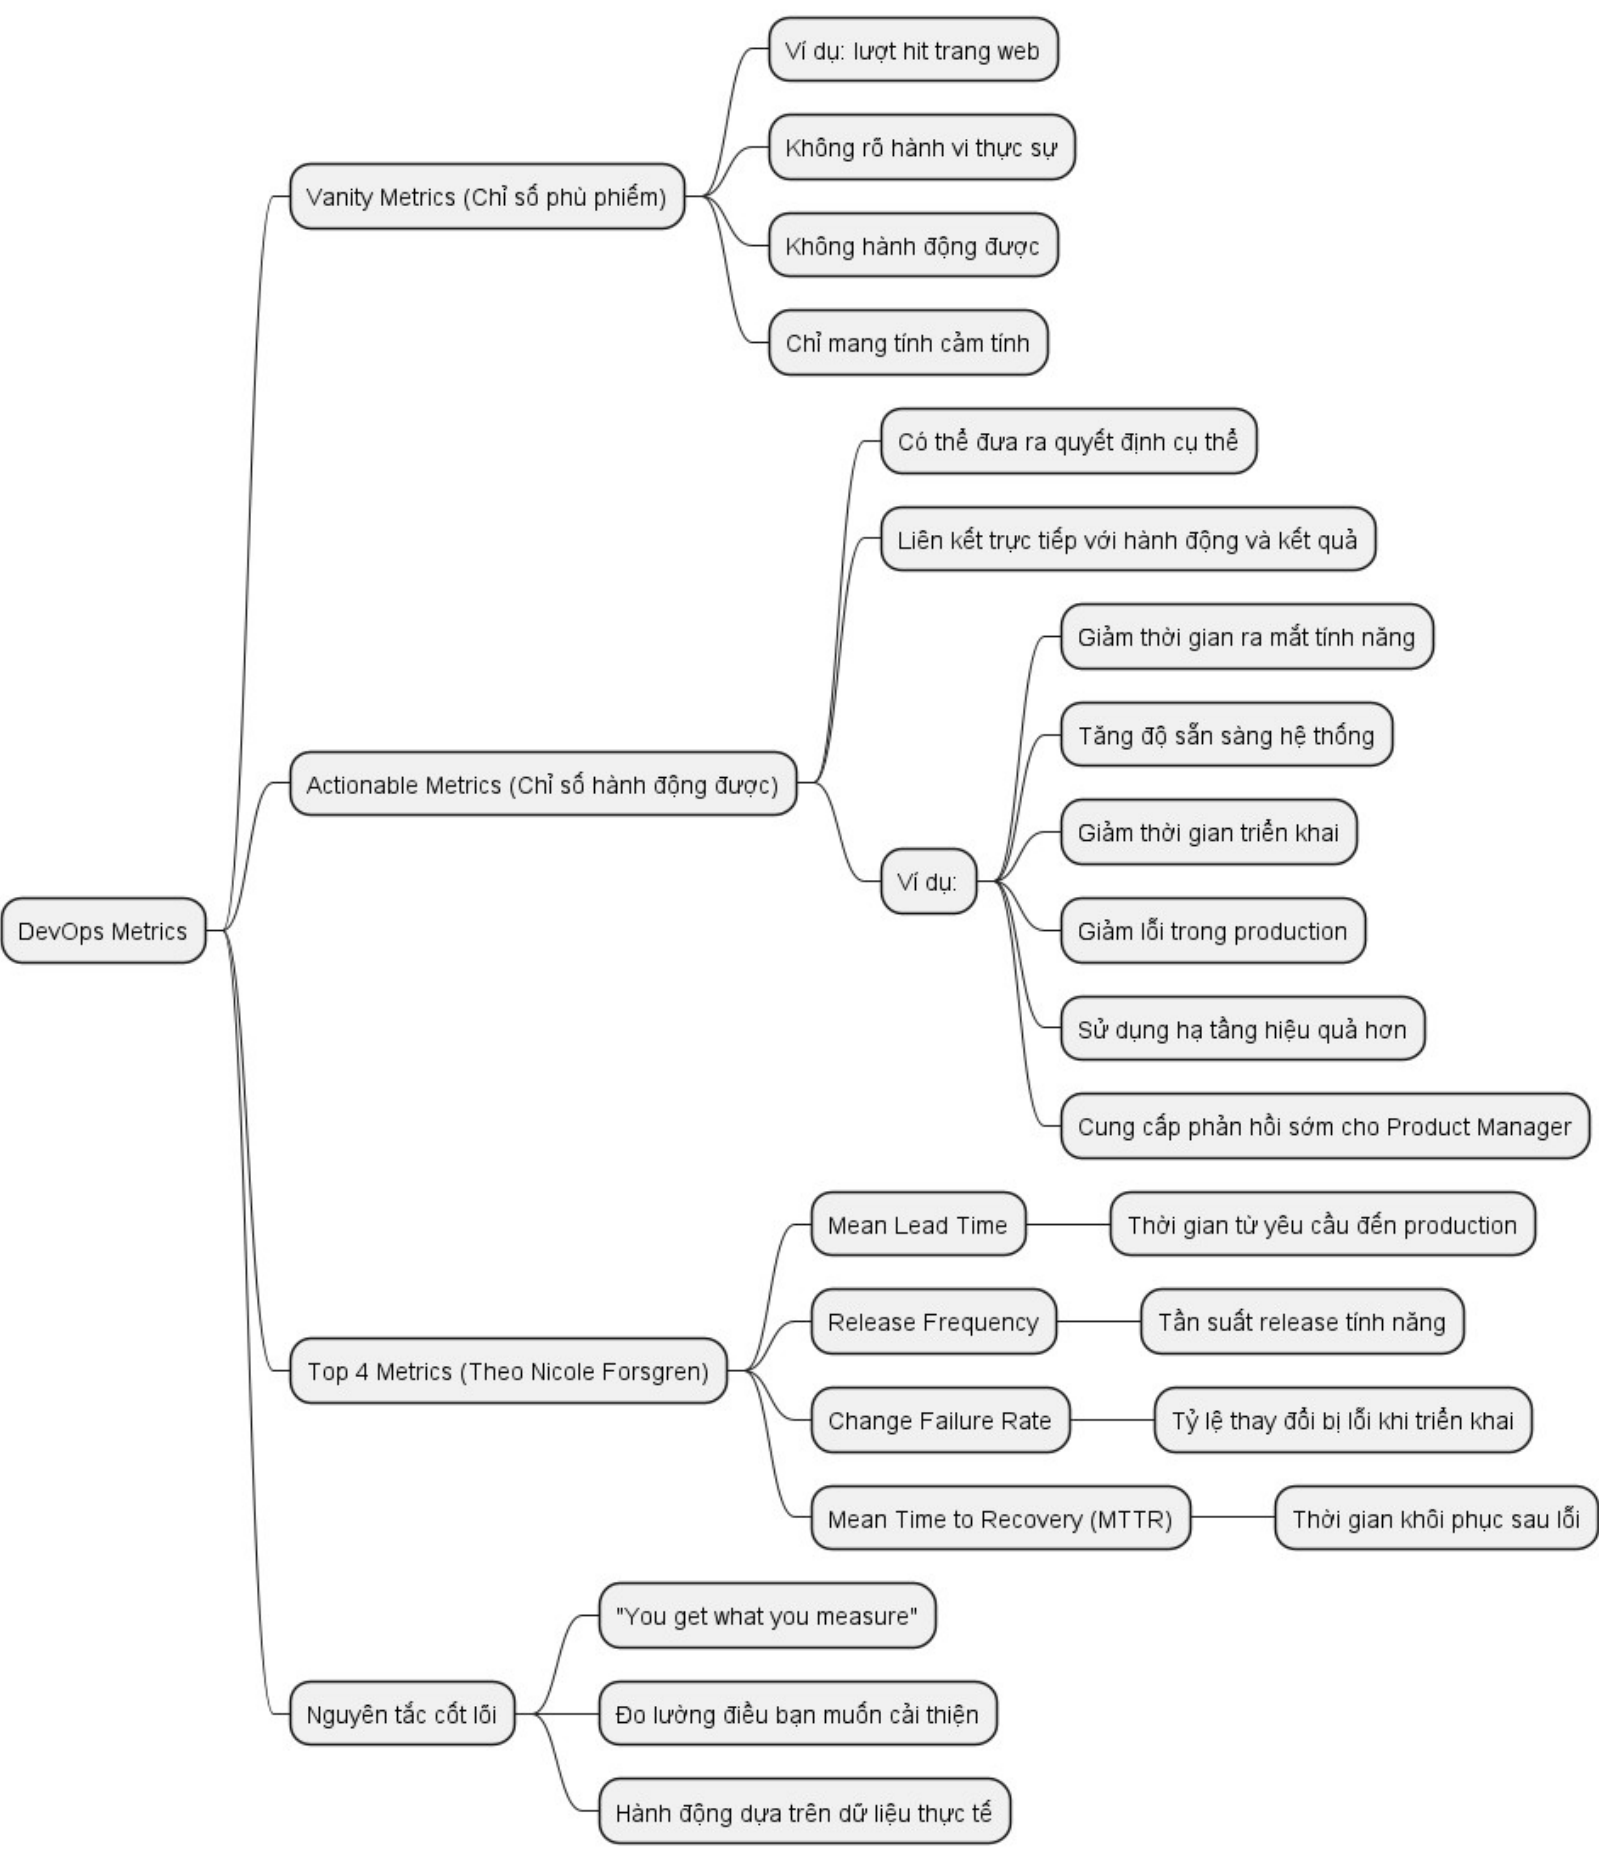 DevOps Metrics
Vanity Metrics (Chỉ số phù phiếm)
Ví dụ: lượt hit trang web
Không rõ hành vi thực sự
Không hành động được
Chỉ mang tính cảm tính
Actionable Metrics (Chỉ số hành động được)
Có thể đưa ra quyết định cụ thể
Liên kết trực tiếp với hành động và kết quả
Ví dụ:
Giảm thời gian ra mắt tính năng
Tăng độ sẵn sàng hệ thống
Giảm thời gian triển khai
Giảm lỗi trong production
Sử dụng hạ tầng hiệu quả hơn
Cung cấp phản hồi sớm cho Product Manager
Top 4 Metrics (Theo Nicole Forsgren)
Mean Lead Time
Thời gian từ yêu cầu đến production
Release Frequency
Tần suất release tính năng
Change Failure Rate
Tỷ lệ thay đổi bị lỗi khi triển khai
Mean Time to Recovery (MTTR)
Thời gian khôi phục sau lỗi
Nguyên tắc cốt lõi
"You get what you measure"
Đo lường điều bạn muốn cải thiện
Hành động dựa trên dữ liệu thực tế